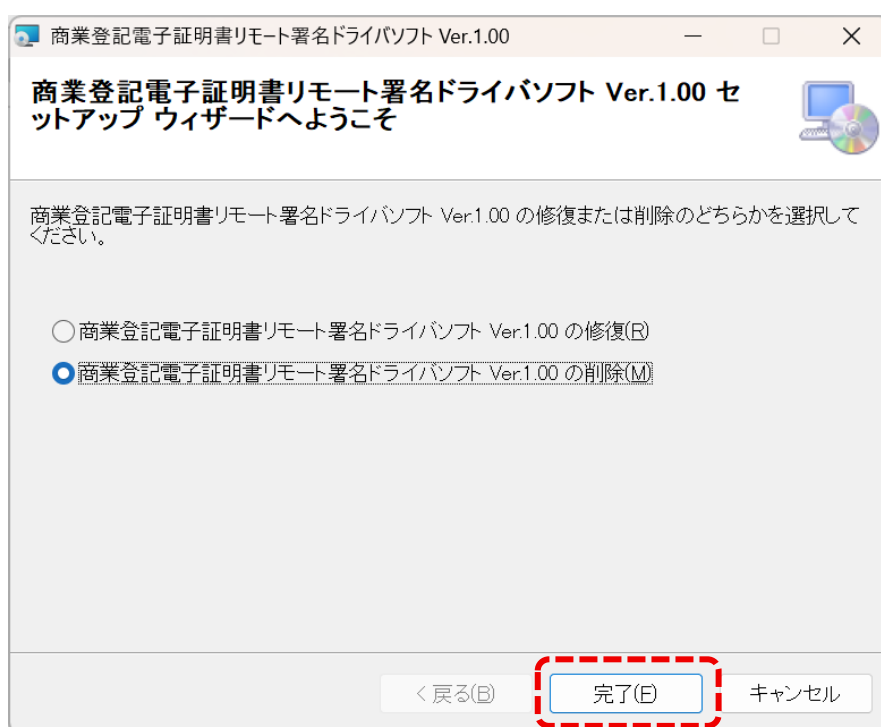 商業登記電子証明書リモート署名ドライバソフト Ver.1.00
商業登記電子証明書リモート署名ドライバソフト Ver.1.00 セ
ットアップ ウィザードへようこそ
商業登記電子証明書リモート署名ドライバソフト Ver.1.00 の修復または削除のどちらかを選択して
ください。
商業登記電子証明書リモート署名ドライバソフト Ver.1.00 の修復(R)
商業登記電子証明書リモート署名ドライバソフト Ver.1.00 の削除(M)
< 戻る(B) 完了(F) キャンセル